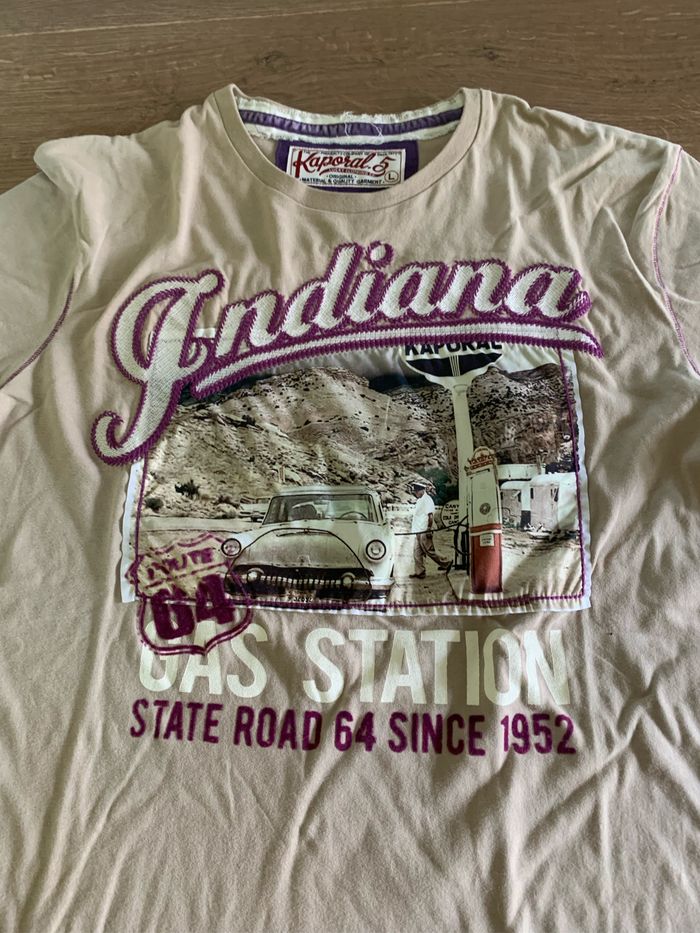 Kaporal.5
ORIGINAL
MATERIAL & QUALITY GARMENT
L
Indiana
KAPORAL
ROUTE
64
GAS STATION
STATE ROAD 64 SINCE 1952